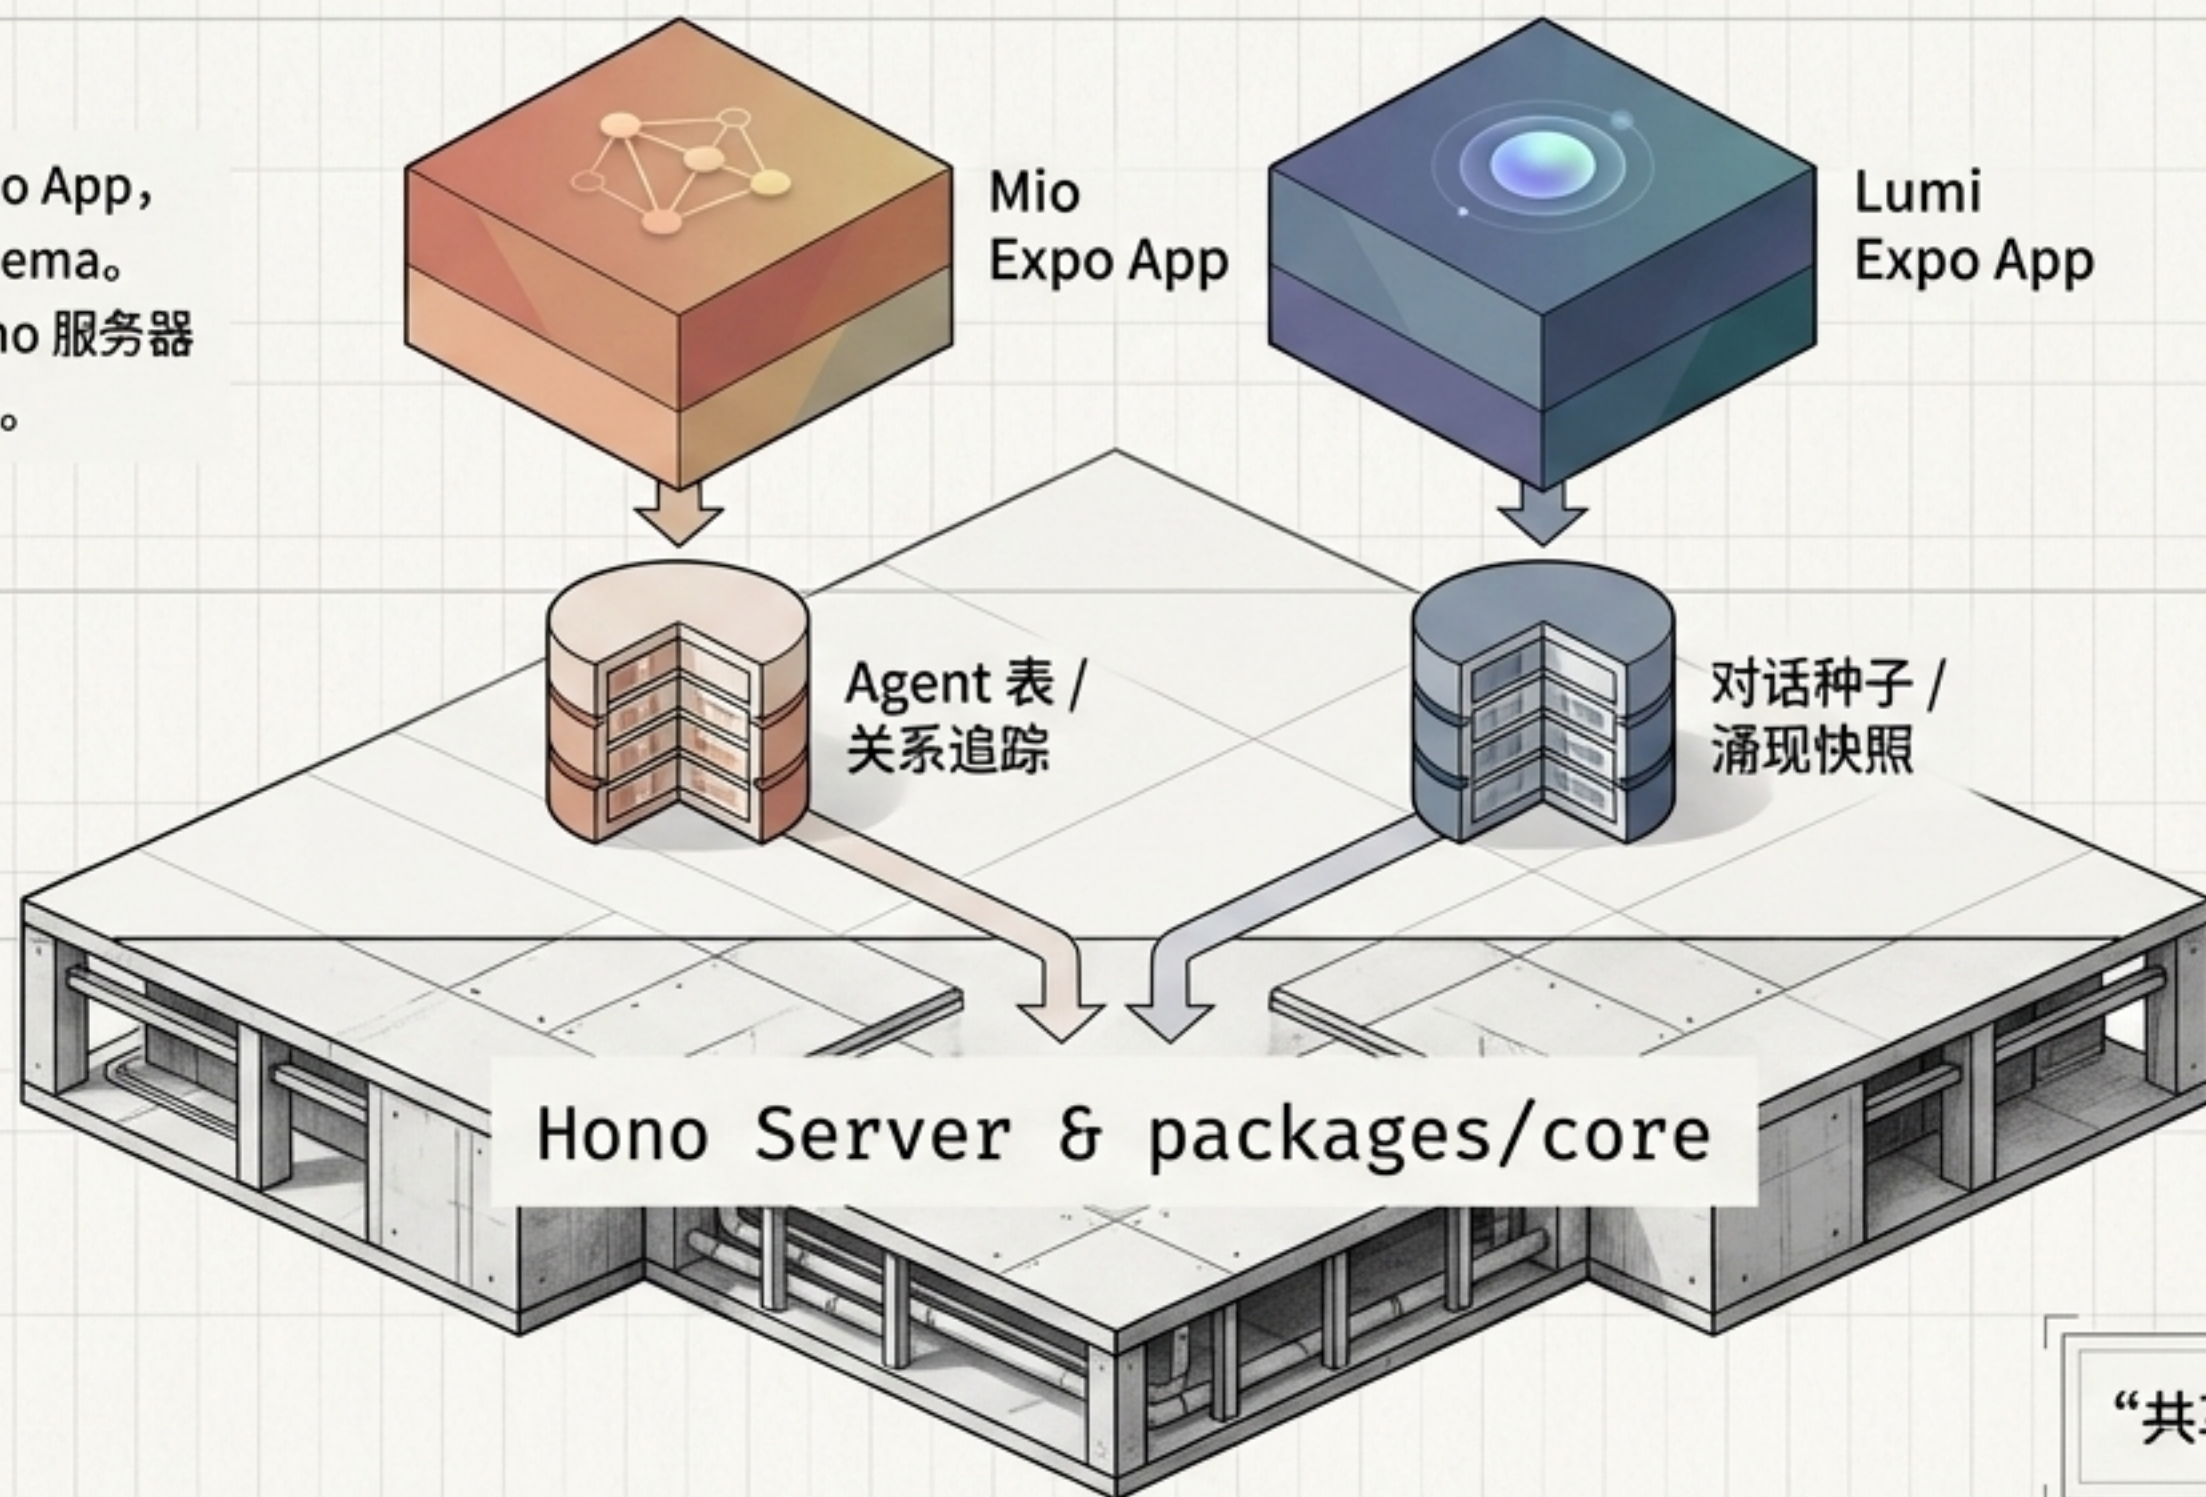 o App，
ema。
no 服务器
。
Mio
Expo App
Lumi
Expo App
Agent 表 /
关系追踪
对话种子 /
涌现快照
Hono Server & packages/core
“共